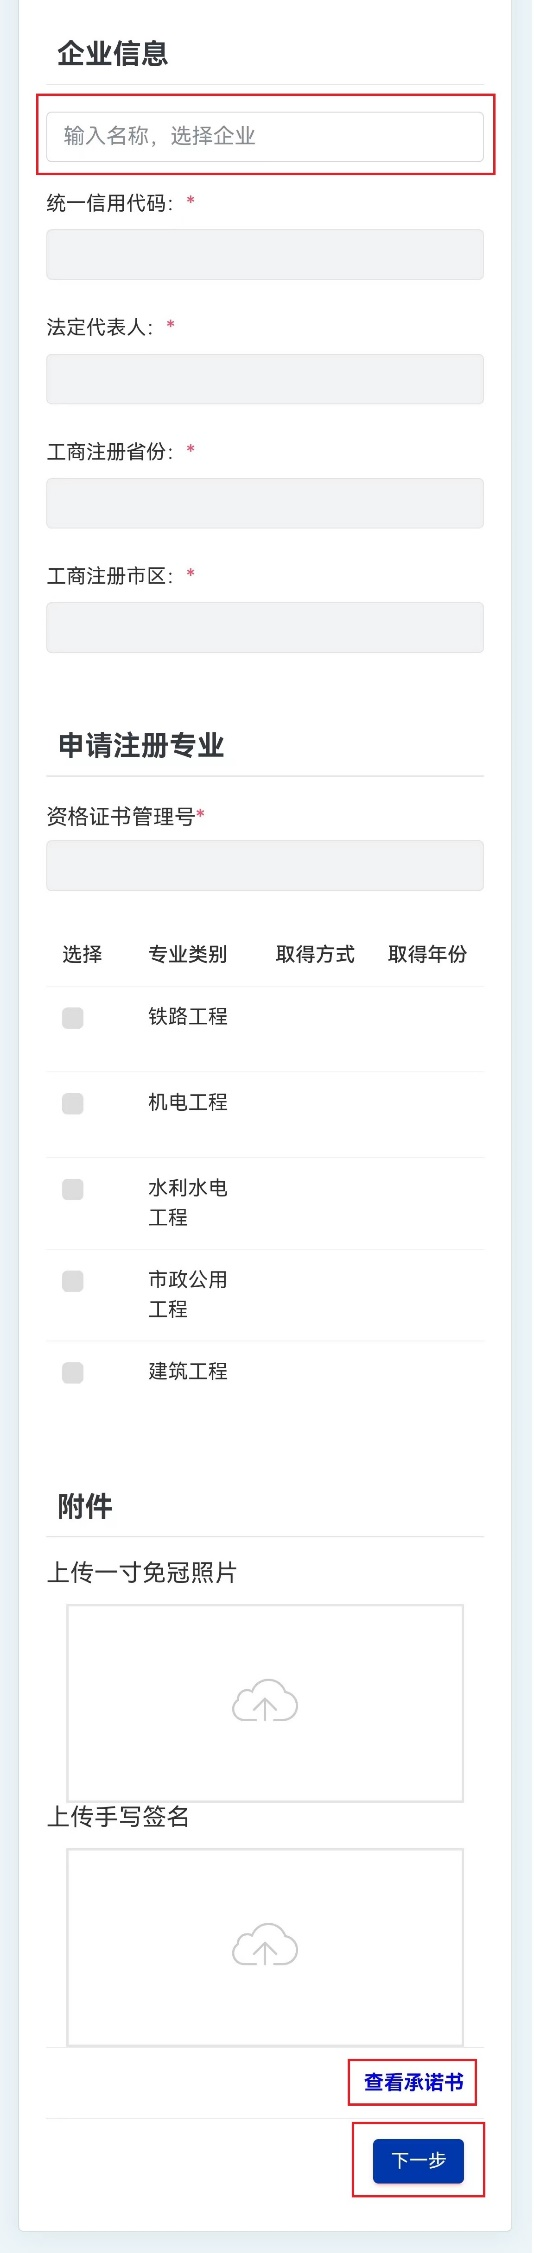 企业信息
输入名称，选择企业
统一信用代码：*
法定代表人：*
工商注册省份：*
工商注册市区：*
申请注册专业
资格证书管理号*
选择 专业类别 取得方式 取得年份
铁路工程
机电工程
水利水电
工程
市政公用
工程
建筑工程
附件
上传一寸免冠照片
上传手写签名
查看承诺书
下一步